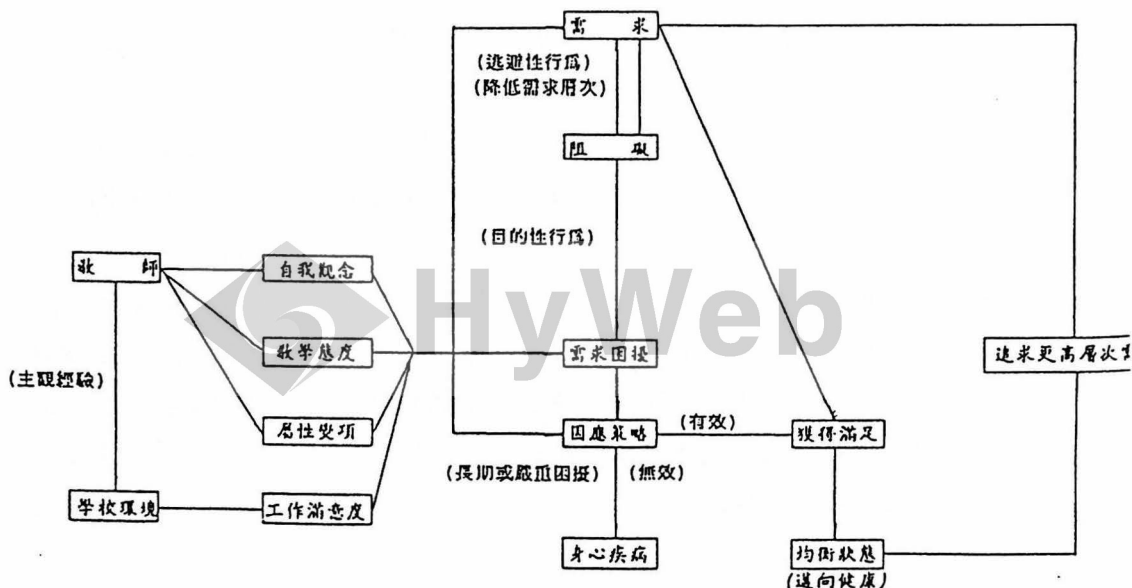 需 求
(逃避性行為)
(降低需求層次)
阻 礙
(目的性行為)
教 師
自我觀念
HyWeb
教學態度
需求困擾
追求更高層次需
(主觀經驗)
屬性變項
因應策略
(有效)
獲得滿足
(長期或嚴重困擾)
(無效)
學校環境
工作滿意度
身心疾病
均衡狀態
(邁向健康)